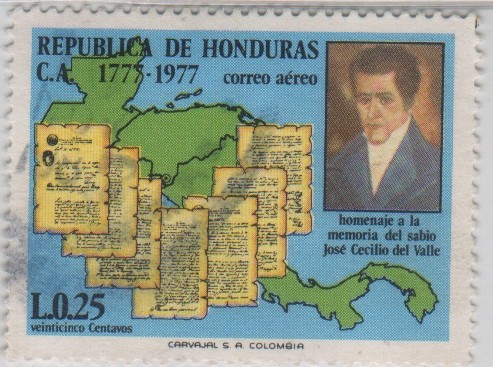 REPUBLICA DE HONDURAS
C.A. 1777-1977 correo aéreo
homenaje a la
memoria del sabio
José Cecilio del Valle
L.0.25
veinticinco Centavos
CARVAJAL S. A. COLOMBIA